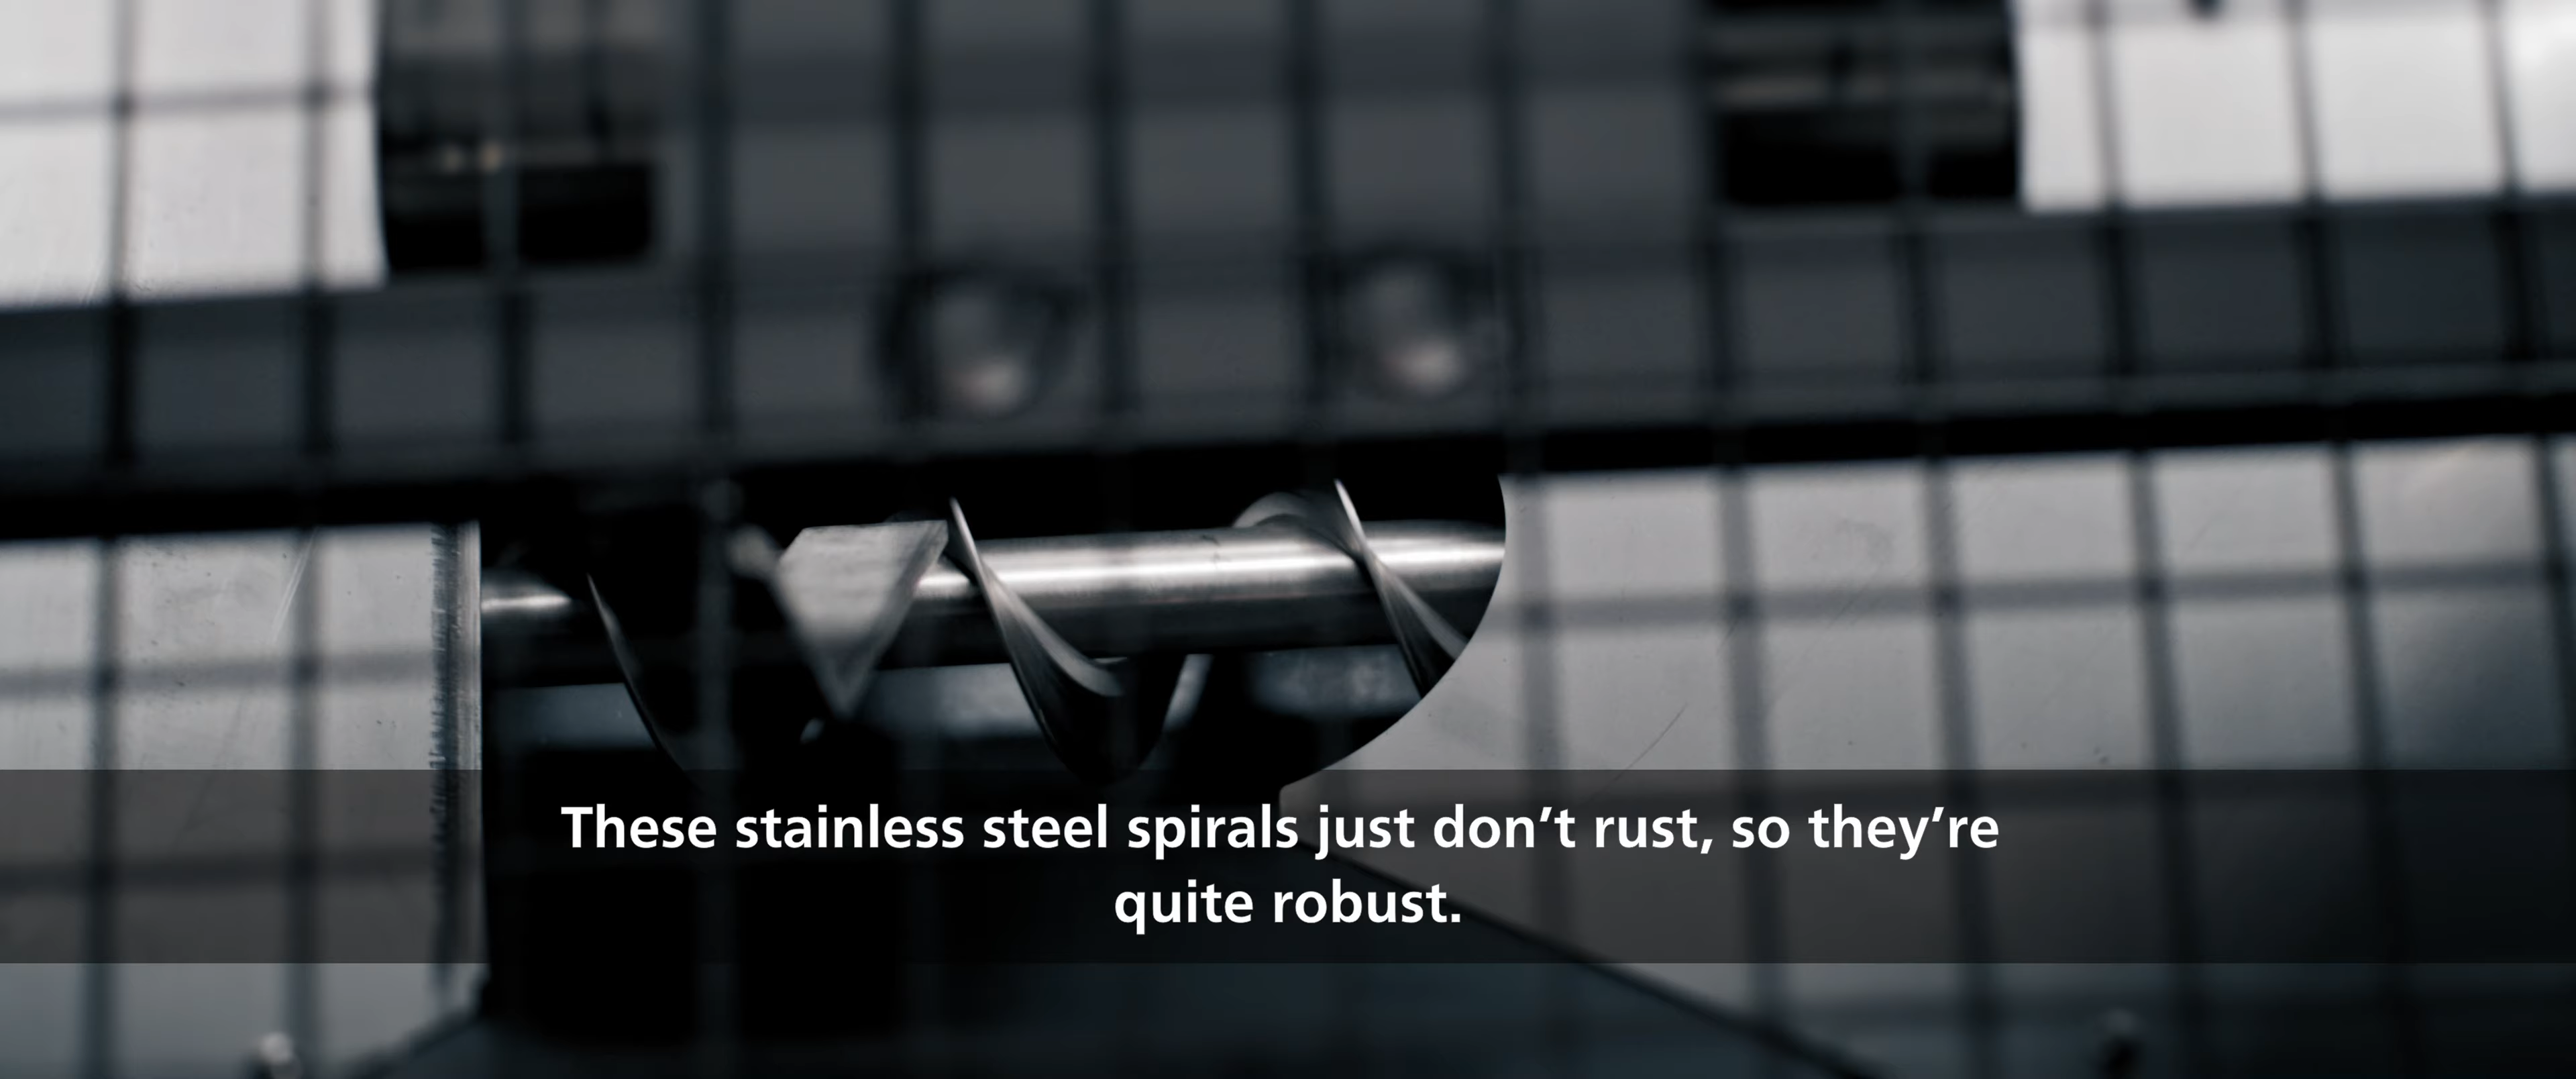 These stainless steel spirals just don’t rust, so they’re
quite robust.